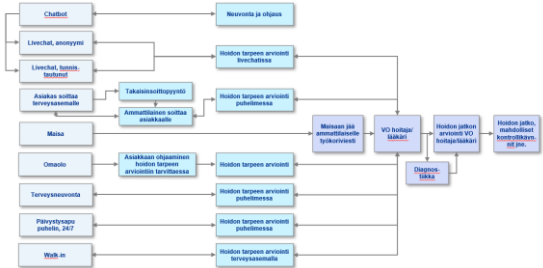 Chatbot
Neuvonta ja ohjaus
Livechat, anonyymi
Hoidon tarpeen arviointi
livechatissa
Livechat, tunnis-
tautunut
Asiakas soittaa
terveysasemalle
Takaisinsoittopyyntö
Ammattilainen soittaa
asiakkaalle
Hoidon tarpeen arviointi
puhelimessa
Maisa
Maisaan jää
ammattilaiselle
työkoriviesti
VO hoitaja/
lääkäri
Hoidon jatkon
arviointi VO
hoitaja/lääkäri
Hoidon jatko,
mahdoliset
kontrollikäyn-
nit jne.
Diagnos-
tiikka
Omaolo
Asiakkaan ohjaaminen
hoidon tarpeen
arviointiin tarvittaessa
Hoidon tarpeen arviointi
Terveysneuvonta
Hoidon tarpeen arviointi
puhelimessa
Päivystysapu
puhelin, 24/7
Hoidon tarpeen arviointi
puhelimessa
Walk.in
Hoidon tarpeen arviointi
terveysasemalla